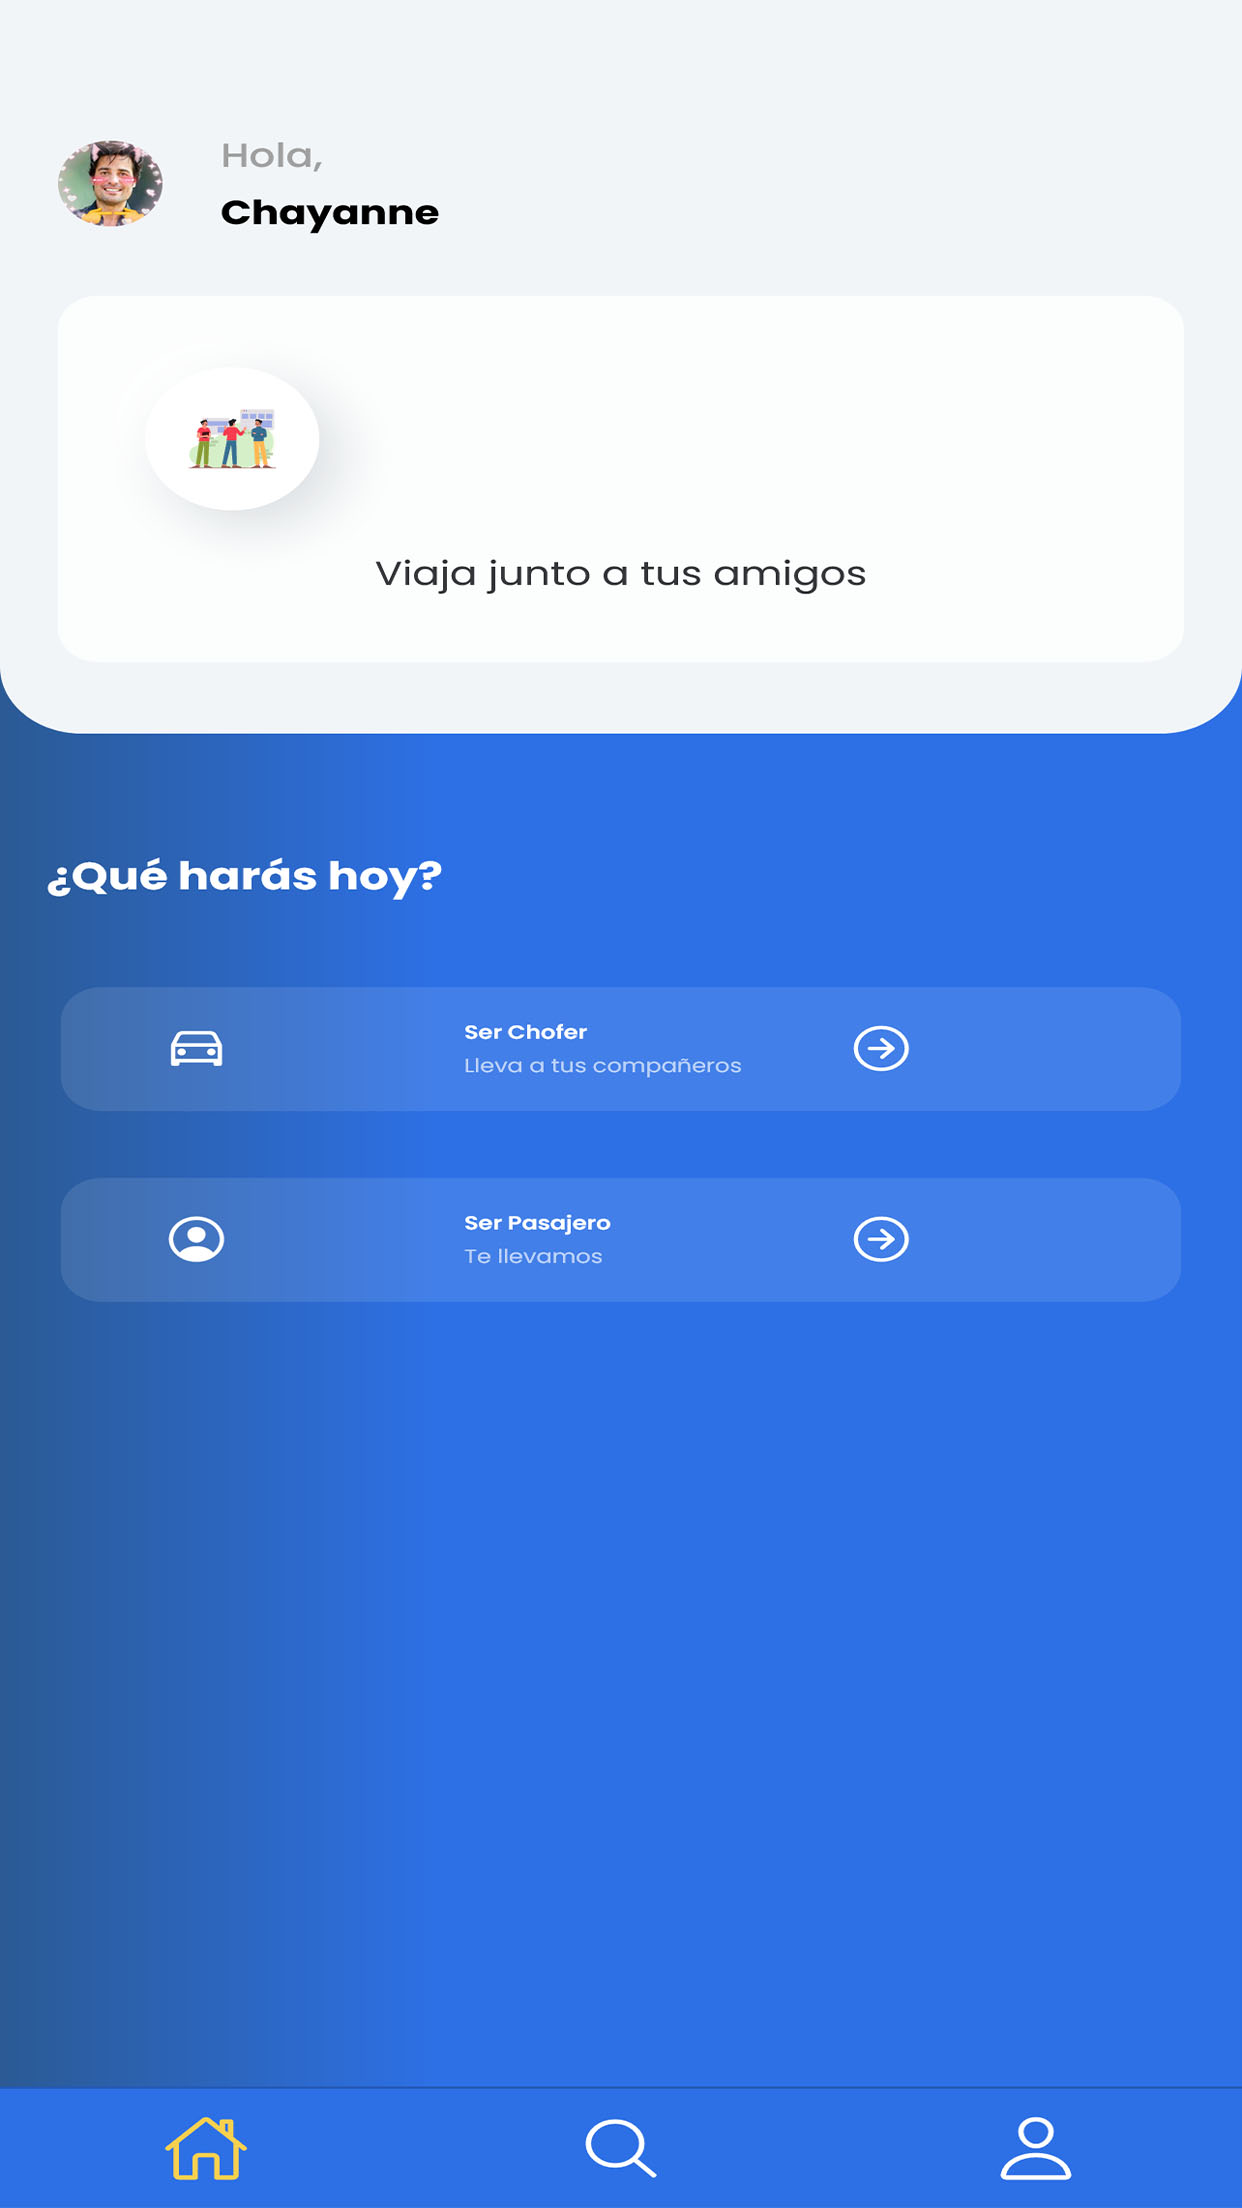 Hola,
Chayanne
Viaja junto a tus amigos
¿Qué harás hoy?
Ser Chofer
Lleva a tus compañeros
Ser Pasajero
Te llevamos